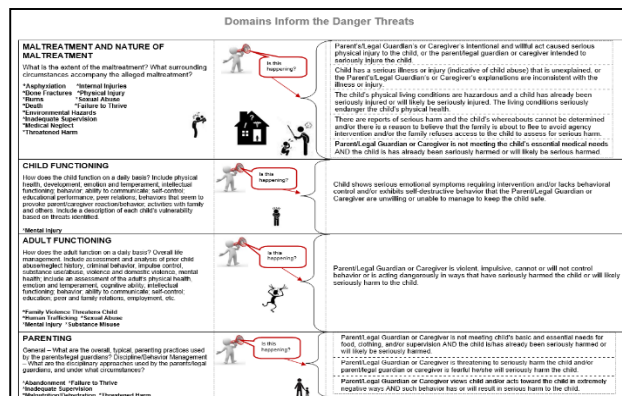 Domains Inform the Danger Threats
MALTREATMENT AND NATURE OF
MALTREATMENT
What is the extent of the maltreatment? What surrounding
circumstances accompany the alleged maltreatment?
*Asphyxiation *Internal Injuries
*Bone Fractures *Physical Injury
*Burns *Sexual Abuse
*Death *Failure to Thrive
*Environmental Hazards
*Inadequate Supervision
*Medical Neglect
*Threatened Harm
Is this
happening?
Parent's/Legal Guardian's or Caregiver's intentional and willful act caused serious
physical injury to the child, or the parent/legal guardian or caregiver intended to
seriously injure the child.
Child has a serious illness or injury (indicative of child abuse) that is unexplained, or
the Parent's/Legal Guardian's or Caregiver's explanations are inconsistent with the
illness or injury.
The child's physical living conditions are hazardous and a child has already been
seriously injured or will likely be seriously injured. The living conditions seriously
endanger the child's physical health.
There are reports of serious harm and the child's whereabouts cannot be determined
and/or there is a reason to believe that the family is about to flee to avoid agency
intervention and/or the family refuses access to the child to assess for serious harm.
Parent/Legal Guardian or Caregiver is not meeting the child's essential medical needs
AND the child is/has already been seriously harmed or will likely be seriously harmed
CHILD FUNCTIONING
How does the child function on a daily basis? Include physical
health, development, emotion and temperament, intellectual
functioning; behavior; ability to communicate; self-control;
educational performance; peer relations; behaviors that seem to
provoke parent/caregiver reaction/behavior; activities with family
and others. Include a description of each child's vulnerability
based on threats identified.
*Mental Injury
Is this
happening?
Child shows serious emotional symptoms requiring intervention and/or lacks behavioral
control and/or exhibits self-destructive behavior that the Parent/Legal Guardian or
Caregiver are unwilling or unable to manage to keep the child safe.
ADULT FUNCTIONING
How does the adult function on a daily basis? Overall life
management. Include assessment and analysis of prior child
abuse/neglect history, criminal behavior, impulse control,
substance use/abuse, violence and domestic violence, mental
health; include an assessment of the adult's physical health,
emotion and temperament, cognitive ability; intellectual
functioning; behavior; ability to communicate; self-control;
education; peer and family relations, employment, etc.
*Family Violence Threatens Child
*Human Trafficking *Sexual Abuse
*Mental Injury *Substance Misuse
Is this
happening?
Parent/Legal Guardian or Caregiver is violent, impulsive, cannot or will not control
behavior or is acting dangerously in ways that have seriously harmed the child or will likely
seriously harm to the child.
PARENTING
General – What are the overall, typical, parenting practices used
by the parents/legal guardians? Discipline/Behavior Management
– What are the disciplinary approaches used by the parents/legal
guardians, and under what circumstances?
*Abandonment *Failure to Thrive
*Inadequate Supervision
*Malnutrition/Dehydration *Threatened Harm
Is this
happening?
Parent/Legal Guardian or Caregiver is not meeting child's basic and essential needs for
food, clothing, and/or supervision AND the child is/has already been seriously harmed or
will likely be seriously harmed.
Parent/Legal Guardian or Caregiver is threatening to seriously harm the child and/or
parent/legal guardian or caregiver is fearful he/she will seriously harm the child.
Parent/Legal Guardian or Caregiver views child and/or acts toward the child in extremely
negative ways AND such behavior has or will result in serious harm to the child.